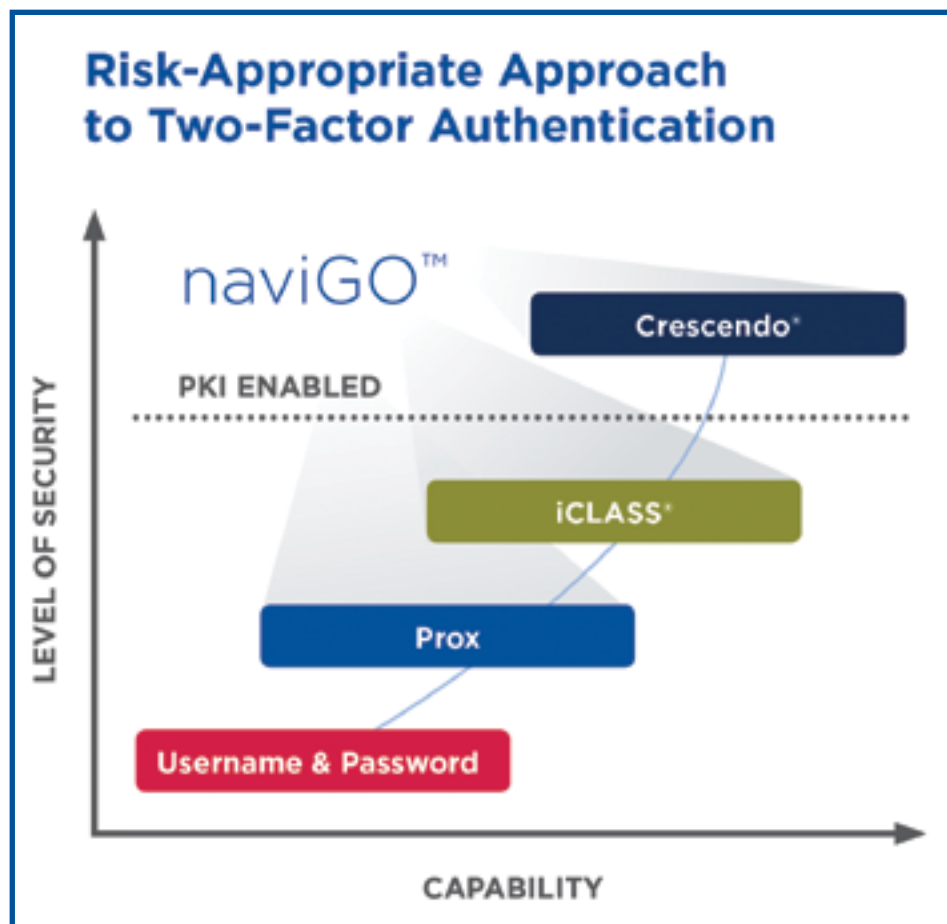 Risk-Appropriate Approach
to Two-Factor Authentication
naviGO™
Crescendo®
PKI ENABLED
iCLASS®
Prox
Username & Password
LEVEL OF SECURITY
CAPABILITY